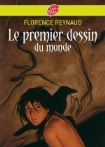 FLORENCE REYNAUD
Le premier dessin
du monde